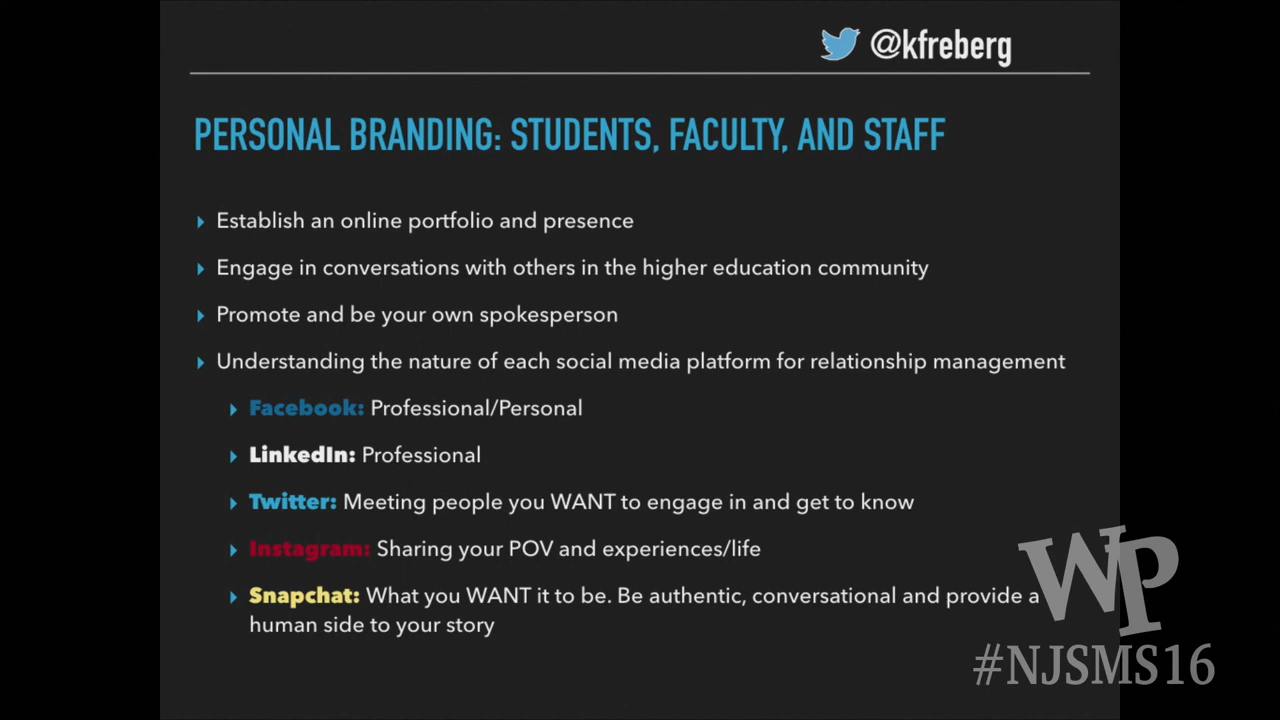 @kfreberg
PERSONAL BRANDING: STUDENTS, FACULTY, AND STAFF
Establish an online portfolio and presence
Engage in conversations with others in the higher education community
Promote and be your own spokesperson
Understanding the nature of each social media platform for relationship management
Facebook: Professional/Personal
LinkedIn: Professional
Twitter: Meeting people you WANT to engage in and get to know
Instagram: Sharing your POV and experiences/life
Snapchat: What you WANT it to be. Be authentic, conversational and provide a
human side to your story
WP
#NJSMS16